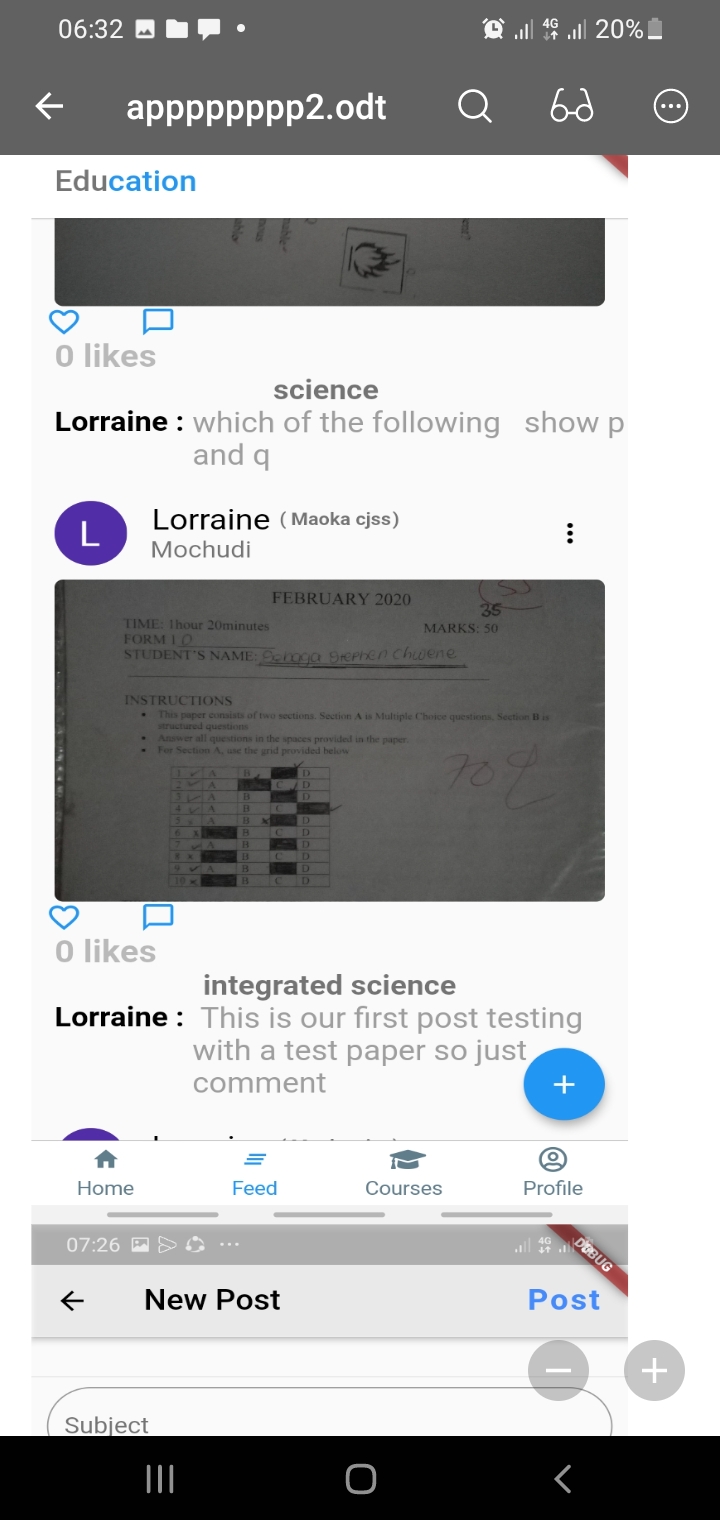 06:32 4G 20%
apppppppp2.odt
Education
0 likes
science
Lorraine : which of the following show p
and q
L Lorraine ( Maoka cjss)
Mochudi
FEBRUARY 2020
35
TIME: 1hour 20minutes MARKS: 50
FORM 1 D
STUDENT'S NAME:
INSTRUCTIONS
This paper consists of two sections. Section A is Multiple Choice questions. Section B is
structured questions
Answer all questions in the spaces provided in the paper.
For Section A, use the grid provided below
1 A B D
2 A C D
3 A B D
4 A B C
5 A B D
6 B C D
7 A B D
8 B C D
9 A B D
10 B C D
0 likes
integrated science
Lorraine : This is our first post testing
with a test paper so just
comment
+
Home Feed Courses Profile
07:26 4G
DEBUG
New Post Post
Subject